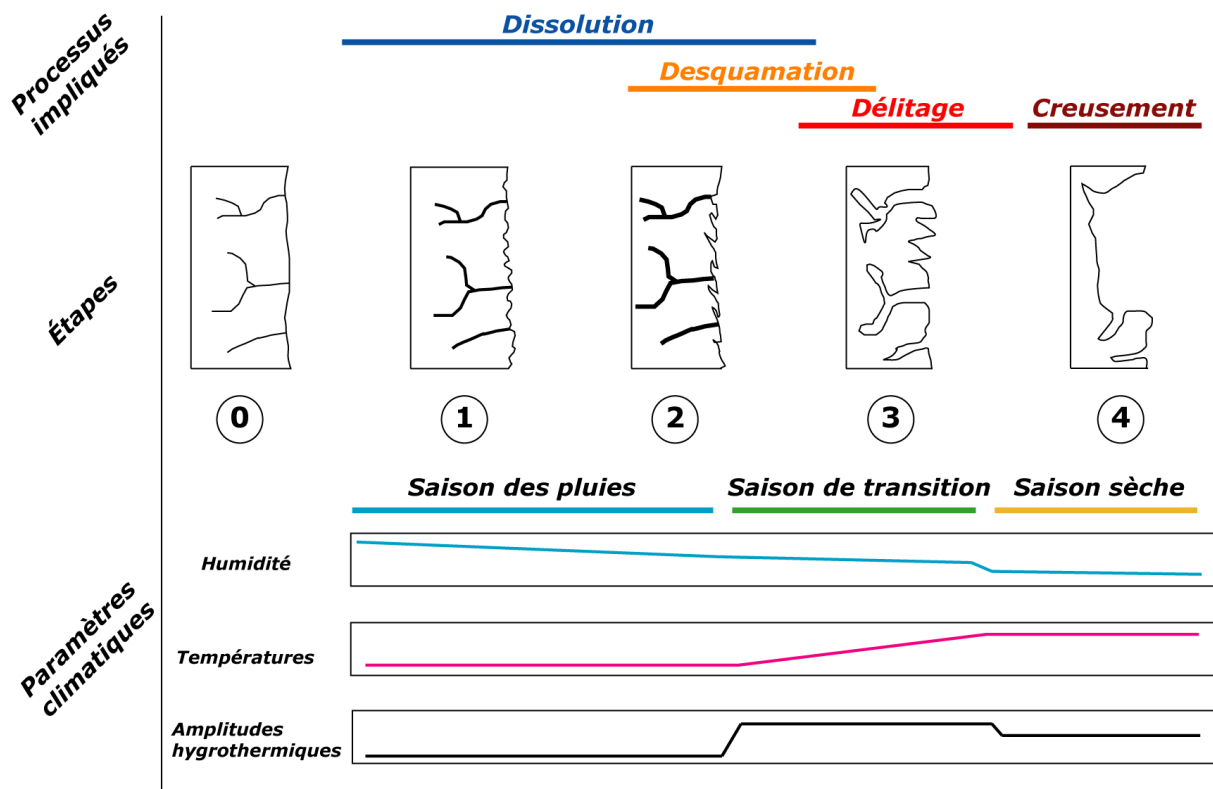 Processus
impliqués
Dissolution
Desquamation
Délitage
Creusement
Étapes
0
1
2
3
4
Saison des pluies
Saison de transition
Saison sèche
Paramètres
climatiques
Humidité
Températures
Amplitudes
hygrothermiques